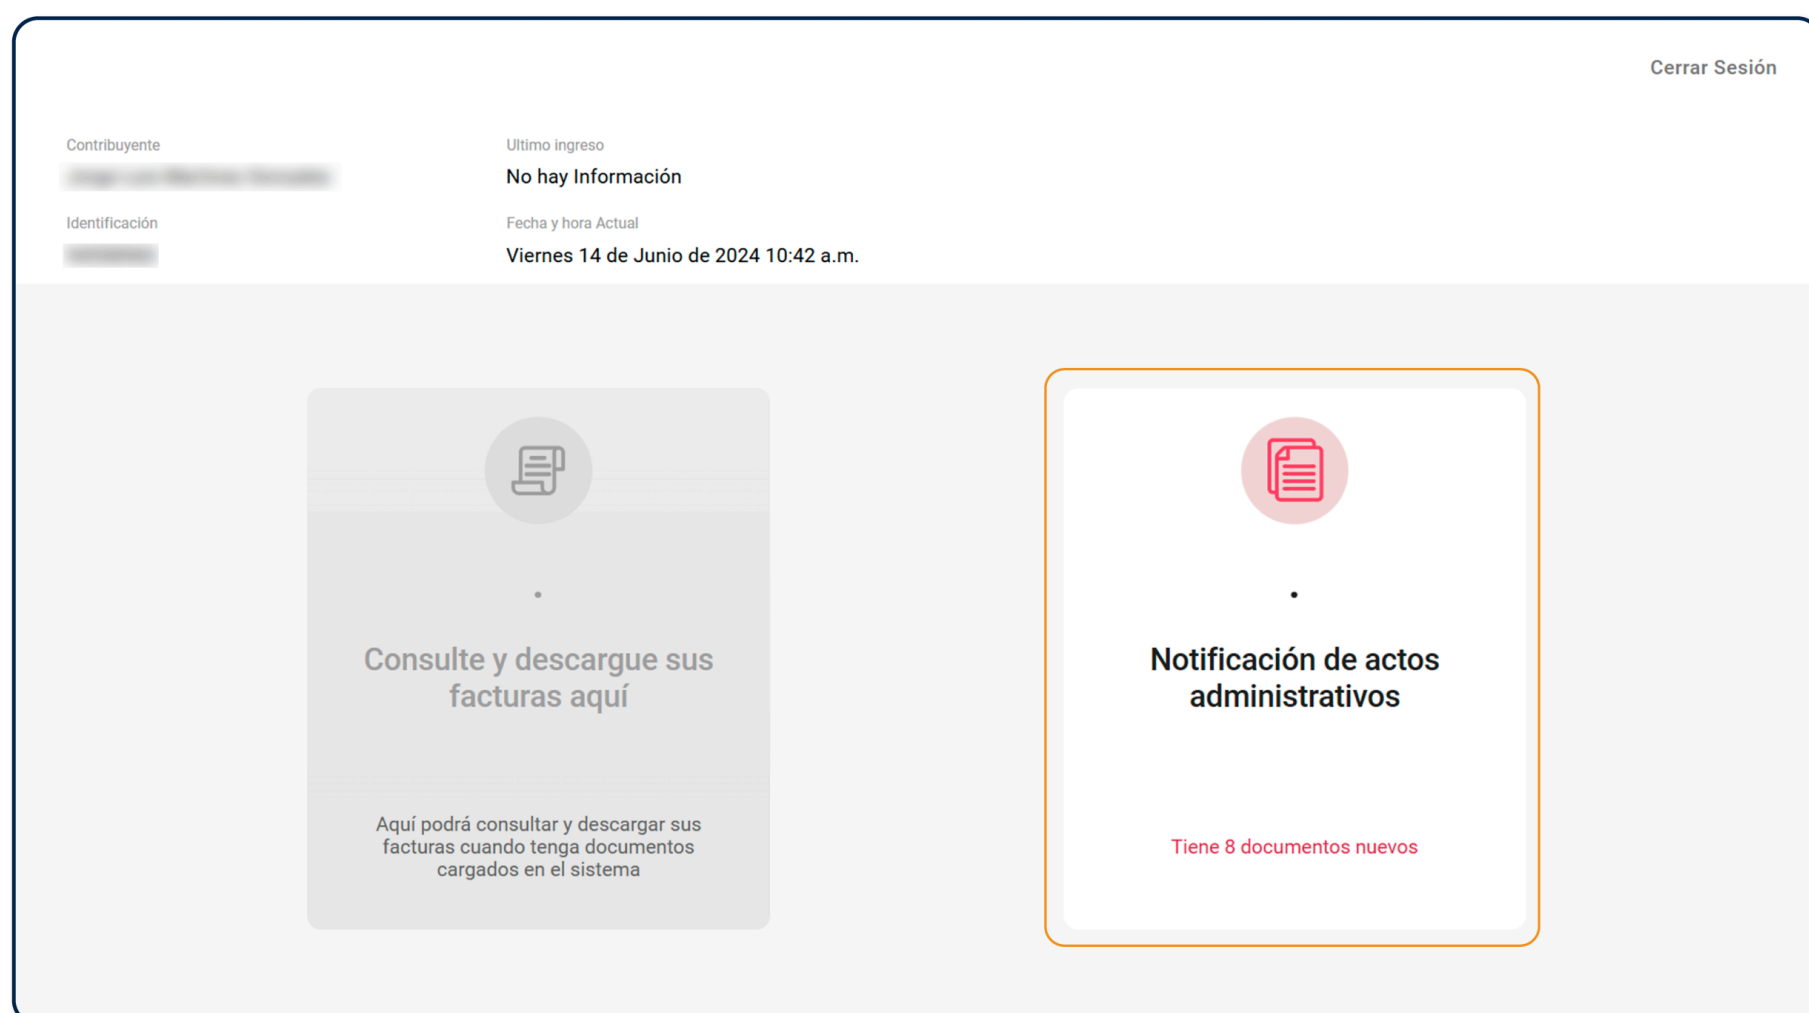 Cerrar Sesión
Contribuyente
Ultimo ingreso
No hay Información
Identificación
Fecha y hora Actual
Viernes 14 de Junio de 2024 10:42 a.m.
Consulte y descargue sus
facturas aquí
Aquí podrá consultar y descargar sus
facturas cuando tenga documentos
cargados en el sistema
Notificación de actos
administrativos
Tiene 8 documentos nuevos